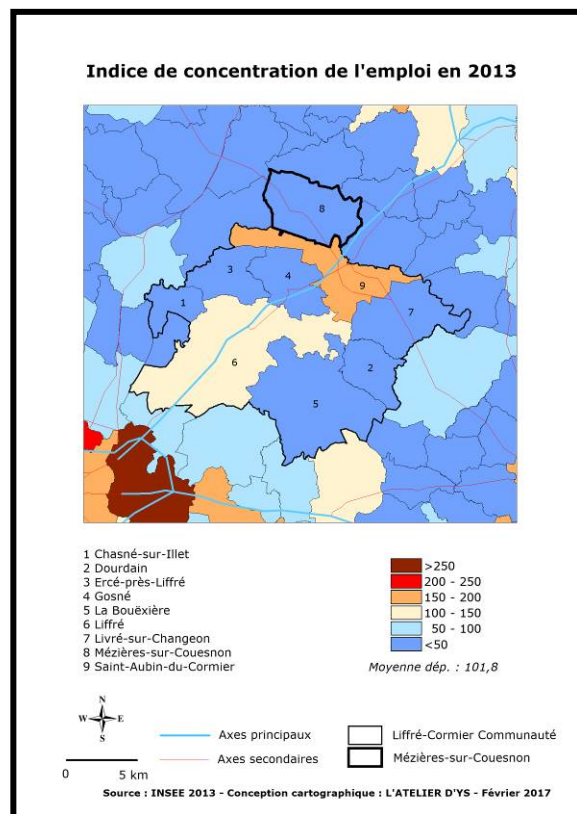 Indice de concentration de l'emploi en 2013
8
3
4
1
9
7
6
2
5
1 Chasné-sur-Illet
2 Dourdain
3 Ercé-près-Liffré
4 Gosné
5 La Bouëxière
6 Liffré
7 Livré-sur-Changeon
8 Mézières-sur-Couesnon
9 Saint-Aubin-du-Cormier
>250
200 - 250
150 - 200
100 - 150
50 - 100
<50
Moyenne dép. : 101,8
N
W E
S
0 5 km
Axes principaux
Axes secondaires
Liffré-Cormier Communauté
Mézières-sur-Couesnon
Source : INSEE 2013 - Conception cartographique : L'ATELIER D'YS - Février 2017